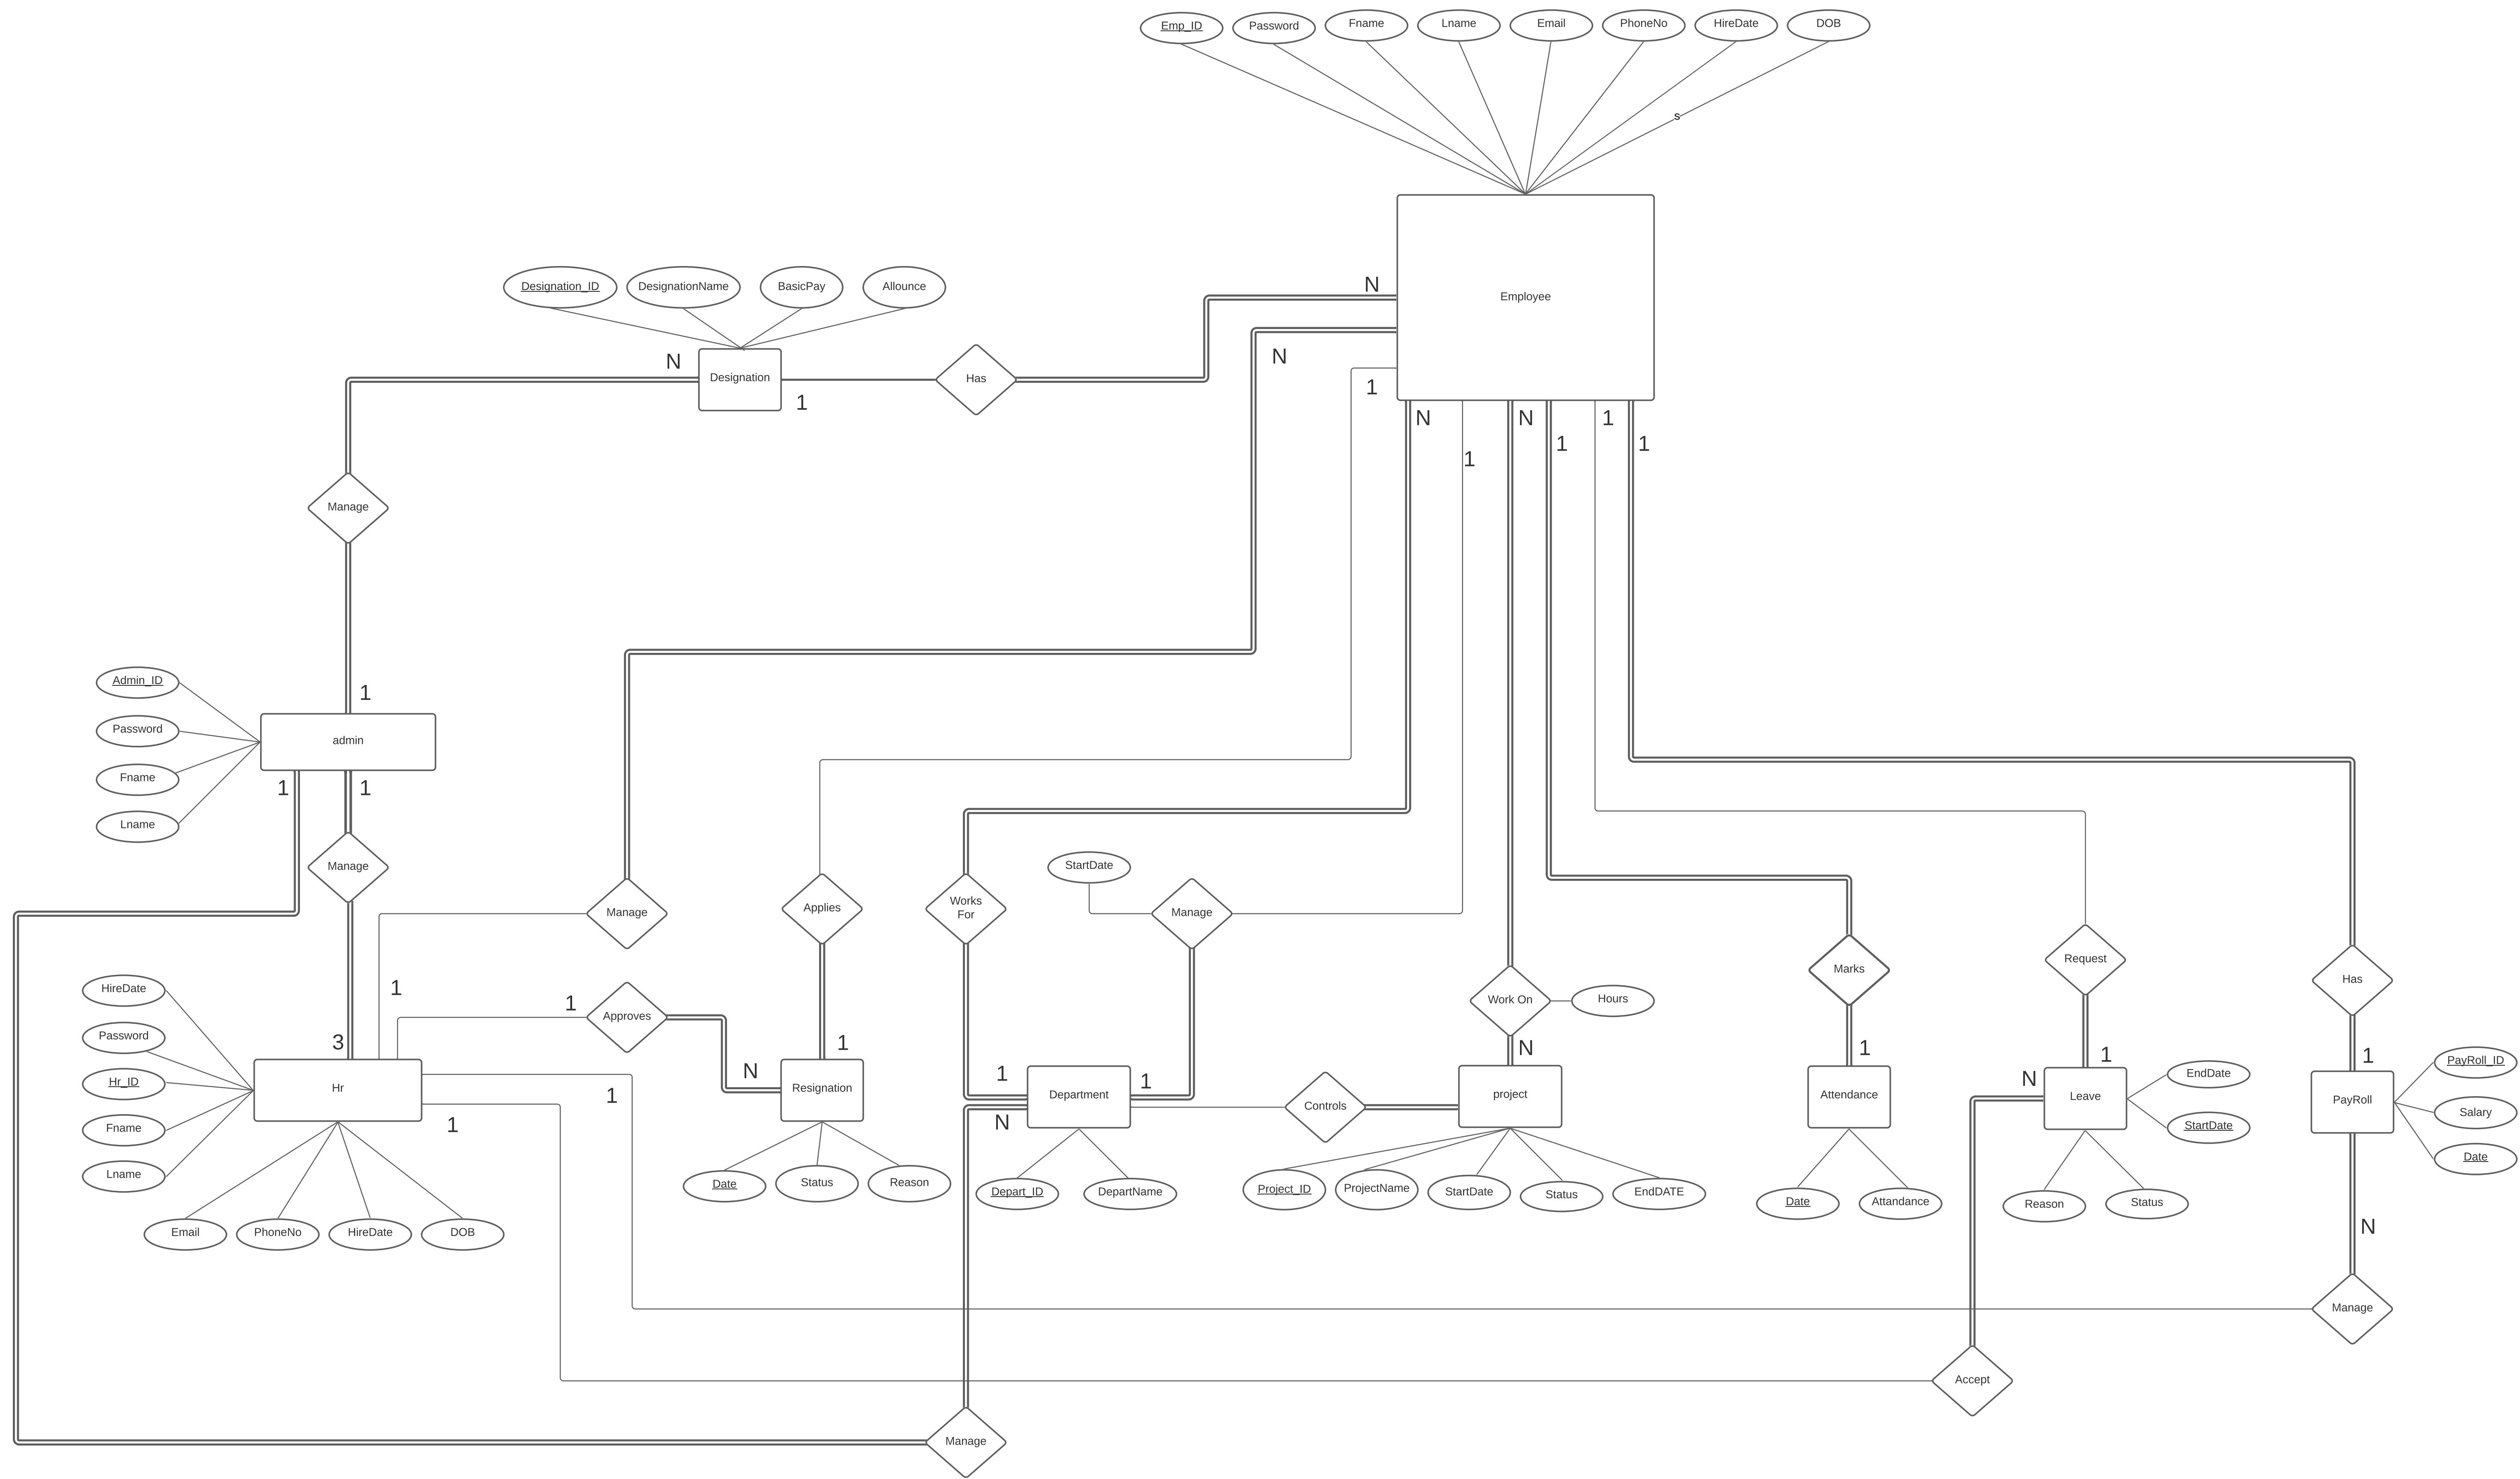 Emp_ID
Password
Fname
Lname
Email
PhoneNo
HireDate
DOB
s
Employee
N
N
1
N
1
N
1
1
1
Designation_ID
DesignationName
BasicPay
Allounce
N
Designation
1
Has
Manage
Admin_ID
Password
Fname
Lname
1
admin
1
1
Manage
Manage
Applies
Works
For
StartDate
Manage
Work On
Hours
Marks
Request
Has
HireDate
Password
Hr_ID
Fname
Lname
3
1
1
Approves
Hr
1
1
Email
PhoneNo
HireDate
DOB
N
1
Resignation
Date
Status
Reason
1
1
N
Department
Depart_ID
DepartName
Controls
N
project
Project_ID
ProjectName
StartDate
Status
EndDATE
1
Attendance
Date
Attandance
N
1
Leave
EndDate
StartDate
Reason
Status
1
PayRoll
PayRoll_ID
Salary
Date
N
Manage
Accept
Manage